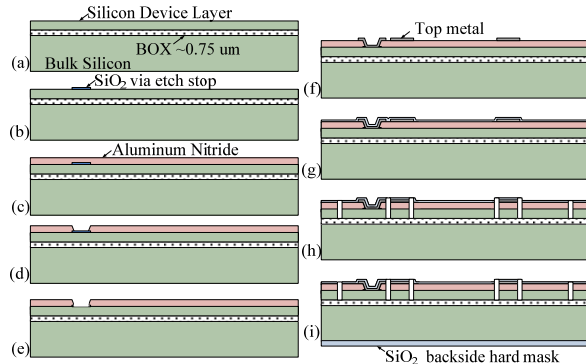 Silicon Device Layer
BOX ~0.75 um
(a)
Bulk Silicon
SiO2 via etch stop
(b)
Aluminum Nitride
(c)
(d)
(e)
Top metal
(f)
(g)
(h)
(i)
SiO2 backside hard mask